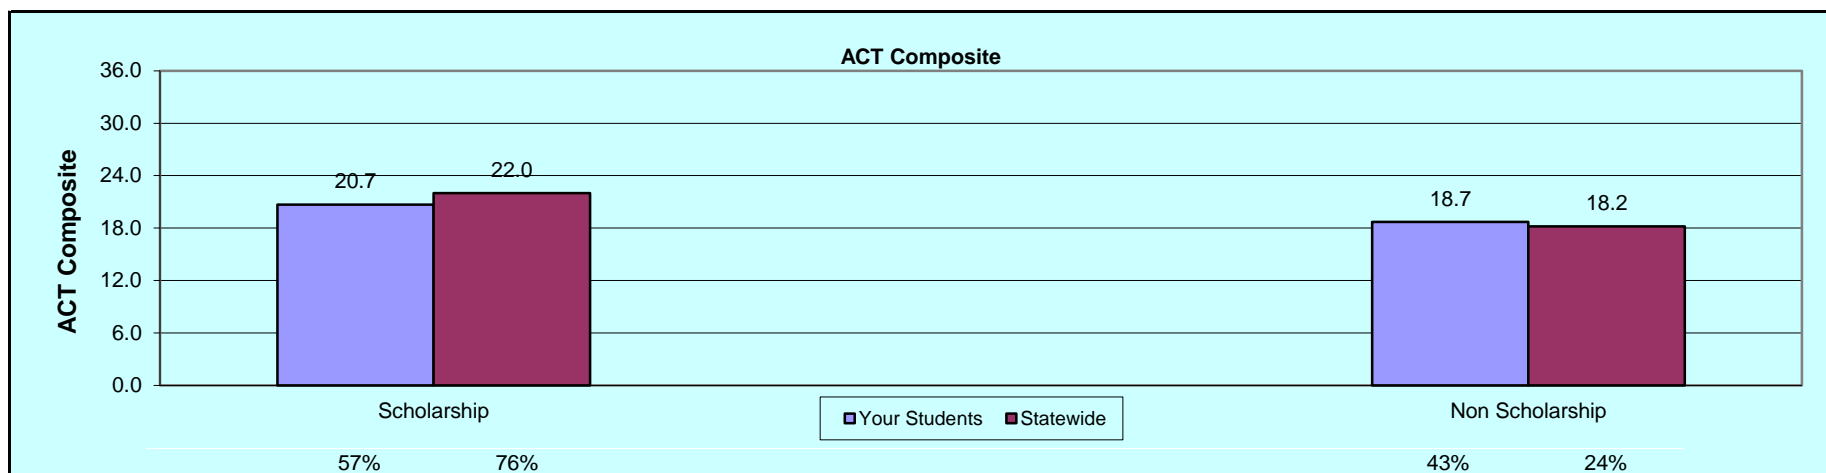 ACT Composite
36.0
30.0
24.0
18.0
12.0
6.0
0.0
ACT Composite
20.7
22.0
18.7
18.2
Scholarship
Non Scholarship
Your Students
Statewide
57% 76% 43% 24%